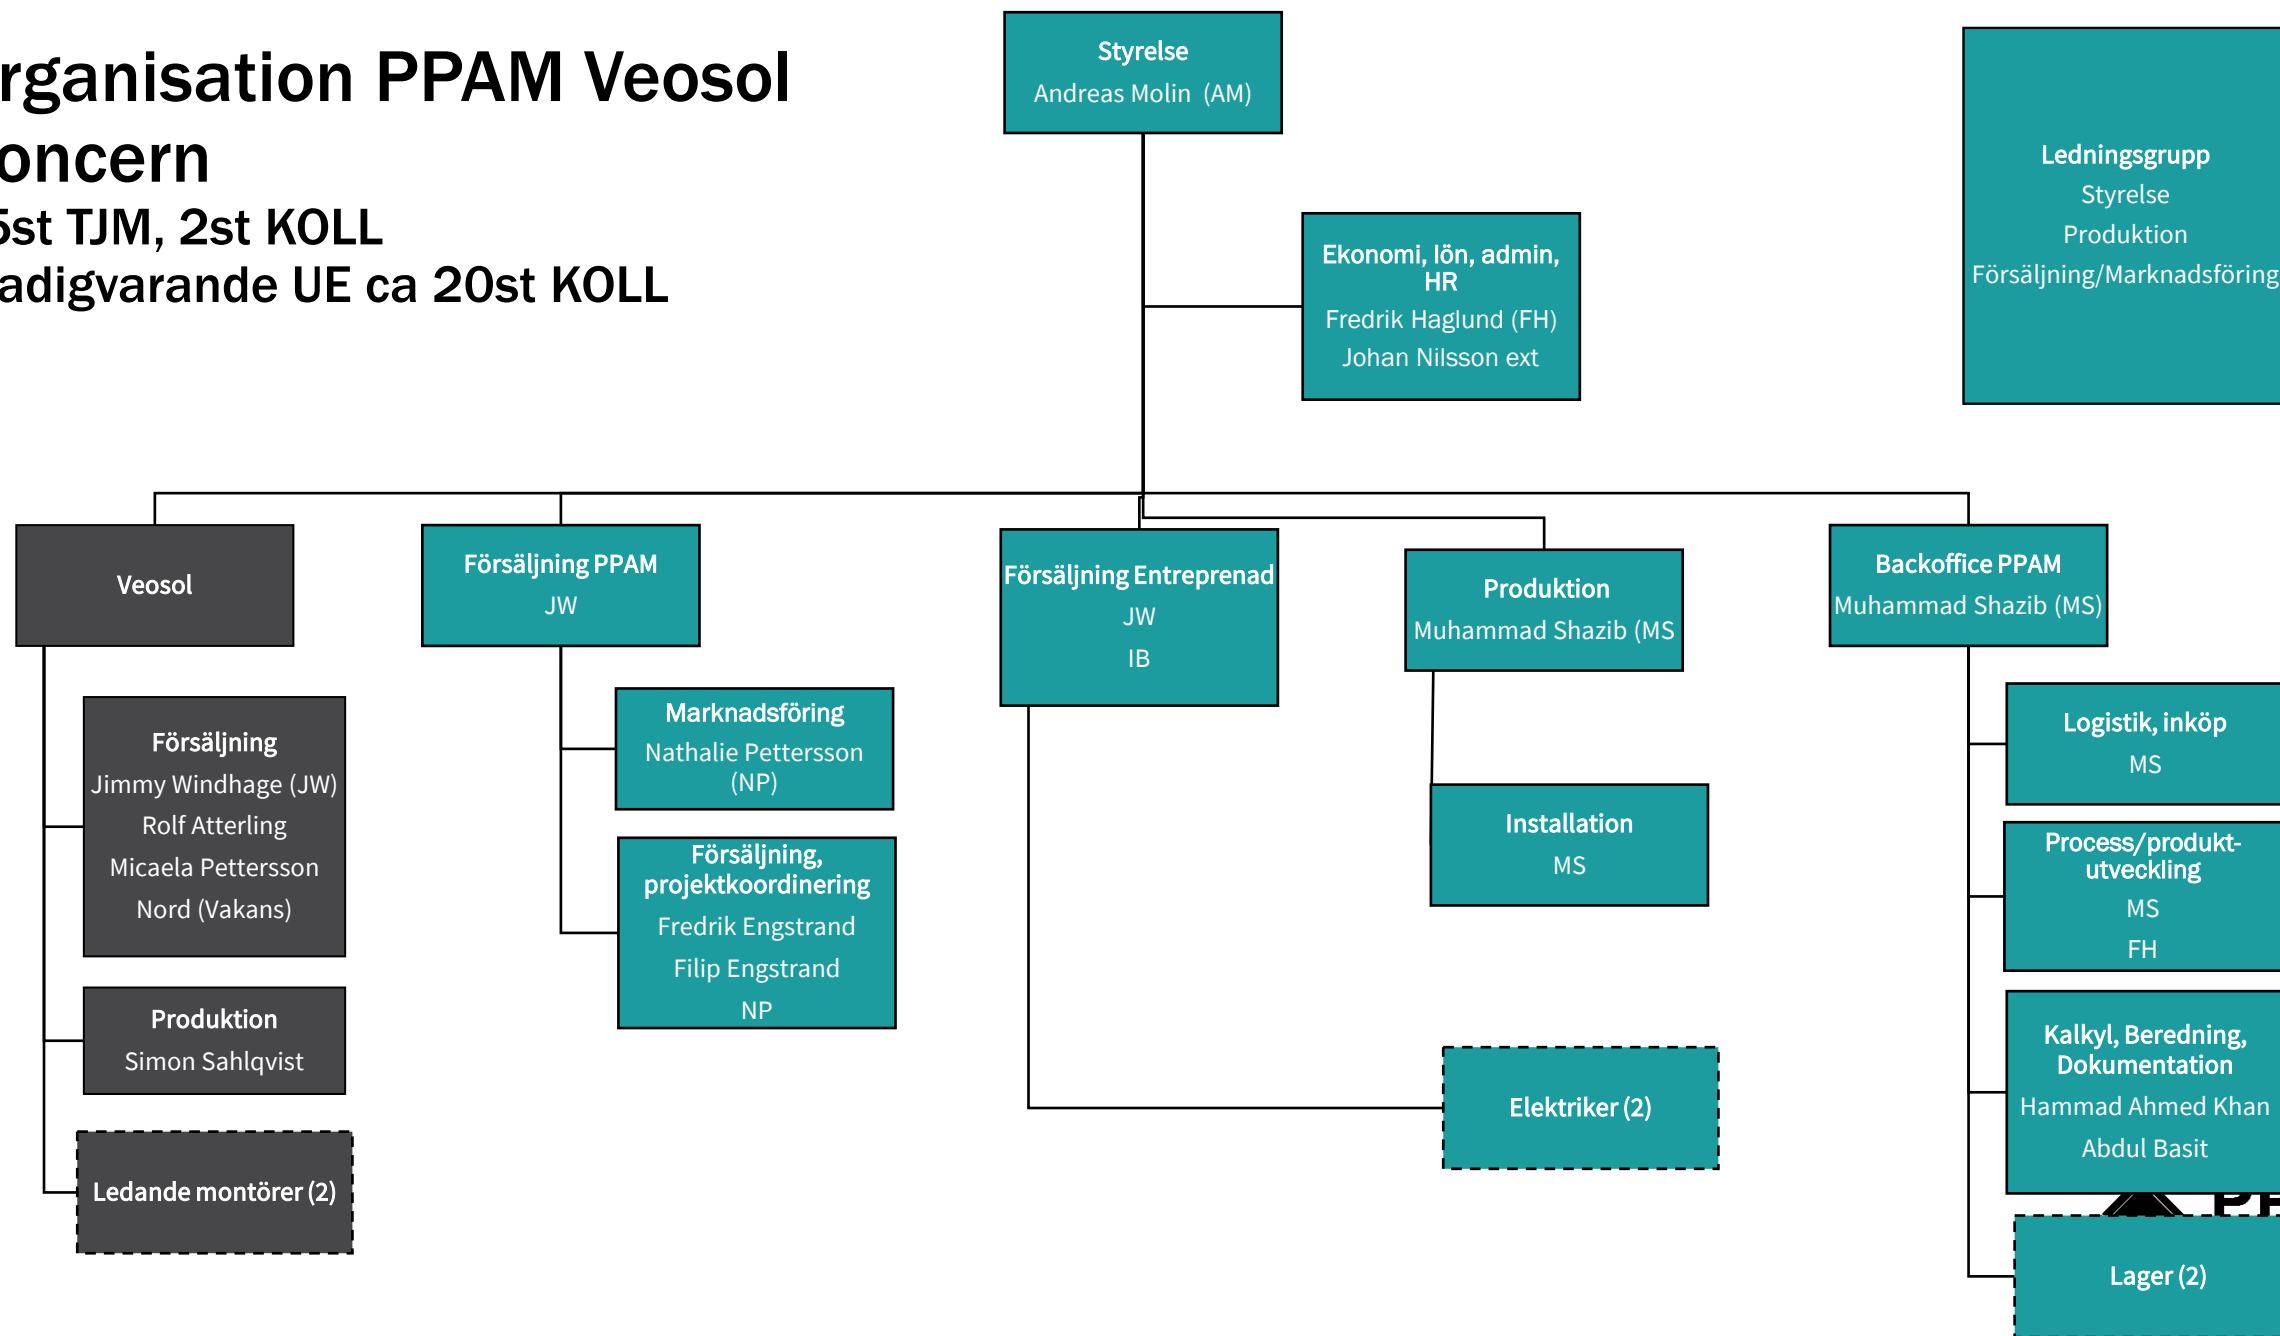 rganisation PPAM Veosol
oncern
5st TJM, 2st KOLL
adigvarande UE ca 20st KOLL
Styrelse
Andreas Molin (AM)
Ledningsgrupp
Styrelse
Produktion
Försäljning/Marknadsföring
Ekonomi, lön, admin,
HR
Fredrik Haglund (FH)
Johan Nilsson ext
Veosol
Försäljning
Jimmy Windhage (JW)
Rolf Atterling
Micaela Pettersson
Nord (Vakans)
Produktion
Simon Sahlqvist
Ledande montörer (2)
Försäljning PPAM
JW
Marknadsföring
Nathalie Pettersson
(NP)
Försäljning,
projektkoordinering
Fredrik Engstrand
Filip Engstrand
NP
Försäljning Entreprenad
JW
IB
Elektriker (2)
Produktion
Muhammad Shazib (MS
Installation
MS
Backoffice PPAM
Muhammad Shazib (MS)
Logistik, inköp
MS
Process/produkt-
utveckling
MS
FH
Kalkyl, Beredning,
Dokumentation
Hammad Ahmed Khan
Abdul Basit
Lager (2)